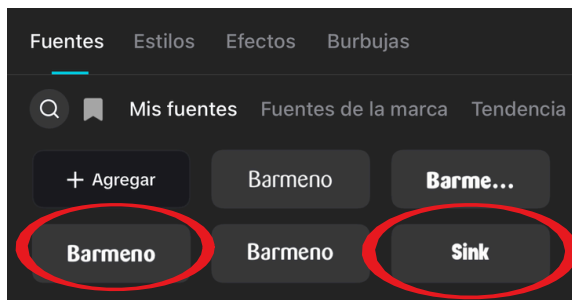 Fuentes Estilos Efectos Burbujas
Mis fuentes Fuentes de la marca Tendencia
+ Agregar Barmeno Barme...
Barmeno Barmeno Sink